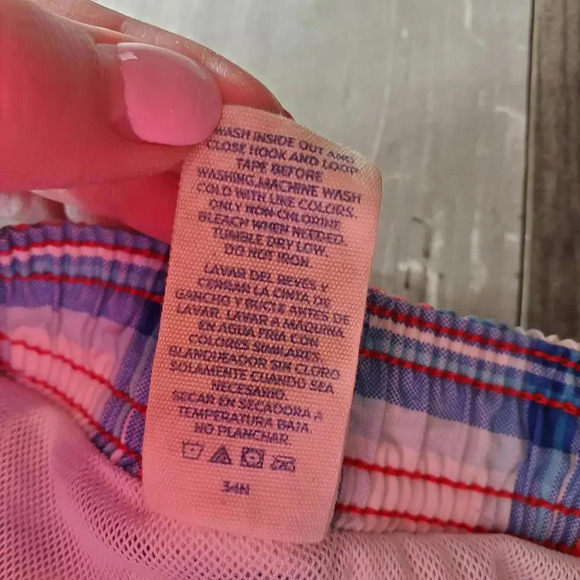 WASH INSIDE OUT AND
CLOSE HOOK AND LOOP
TAPE BEFORE
WASHING,MACHINE WASH
COLD WITH LINE COLORS.
ONLY NON-CHLORINE
BLEACH WHEN NEEDED.
TUMBLE DRY LOW.
DO NOT IRON.
LAVAR DEL REVES Y
CERRAR LA CINTA DE
GANCHO Y BUCLE ANTES DE
LAVAR. LAVAR A MÁQUINA
EN AGUA FRIA CON
COLORES SIMILARES.
BLANQUEADOR SIN CLORO
SOLAMENTE CUANDO SEA
NECESARIO.
SECAR EN SECADORA A
TEMPERATURA BAJA
NO PLANCHAR.
34N